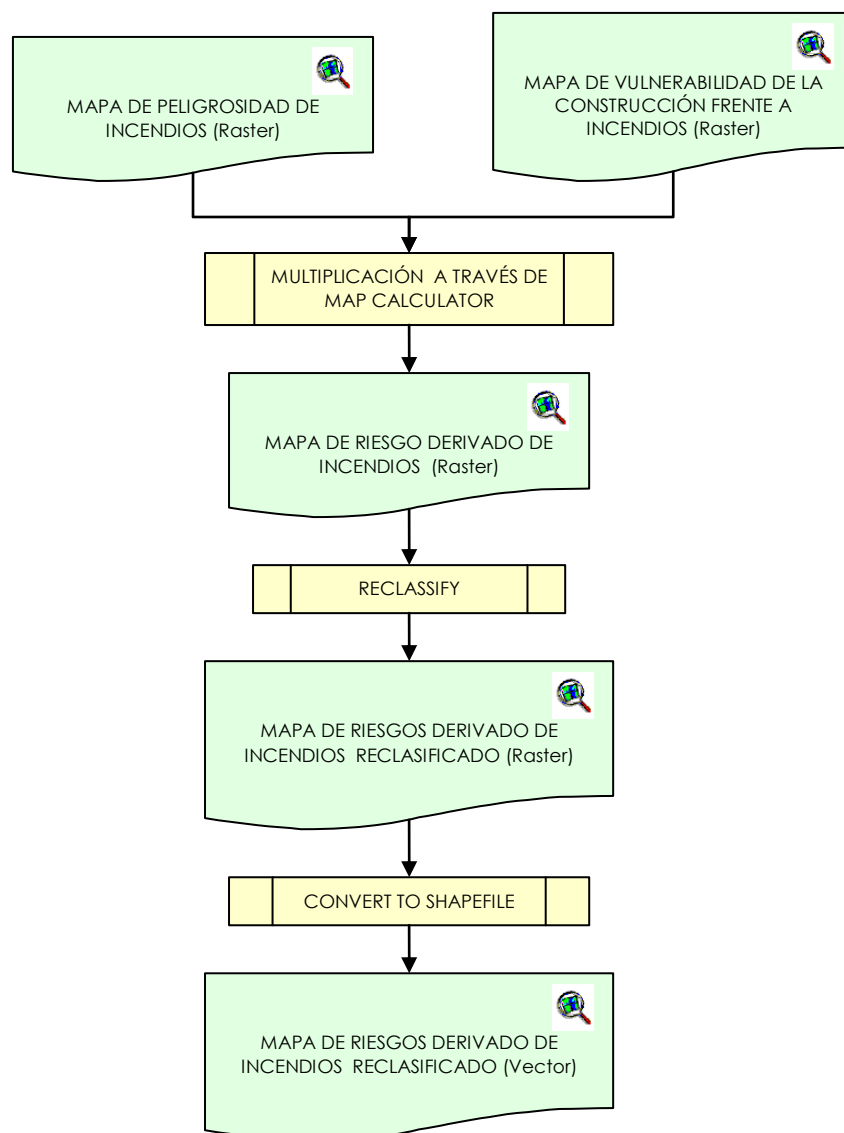 MAPA DE PELIGROSIDAD DE
INCENDIOS (Raster)
MAPA DE VULNERABILIDAD DE LA
CONSTRUCCIÓN FRENTE A
INCENDIOS (Raster)
MULTIPLICACIÓN A TRAVÉS DE
MAP CALCULATOR
MAPA DE RIESGO DERIVADO DE
INCENDIOS (Raster)
RECLASSIFY
MAPA DE RIESGOS DERIVADO DE
INCENDIOS RECLASIFICADO (Raster)
CONVERT TO SHAPEFILE
MAPA DE RIESGOS DERIVADO DE
INCENDIOS RECLASIFICADO (Vector)